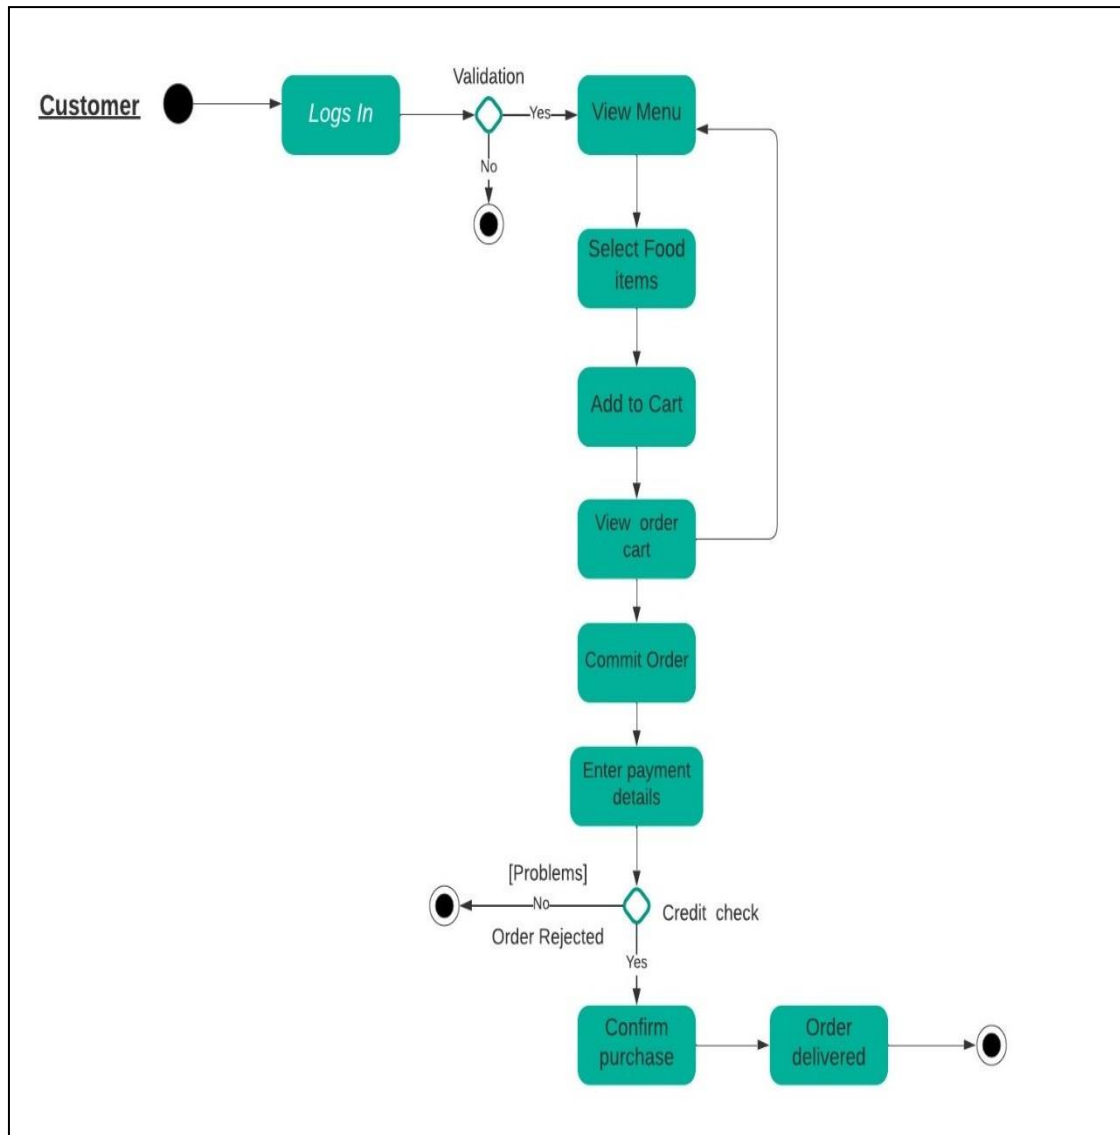 Customer
Logs In
Validation
Yes
No
View Menu
Select Food
items
Add to Cart
View order
cart
Commit Order
Enter payment
details
[Problems]
No
Order Rejected
Credit check
Yes
Confirm
purchase
Order
delivered